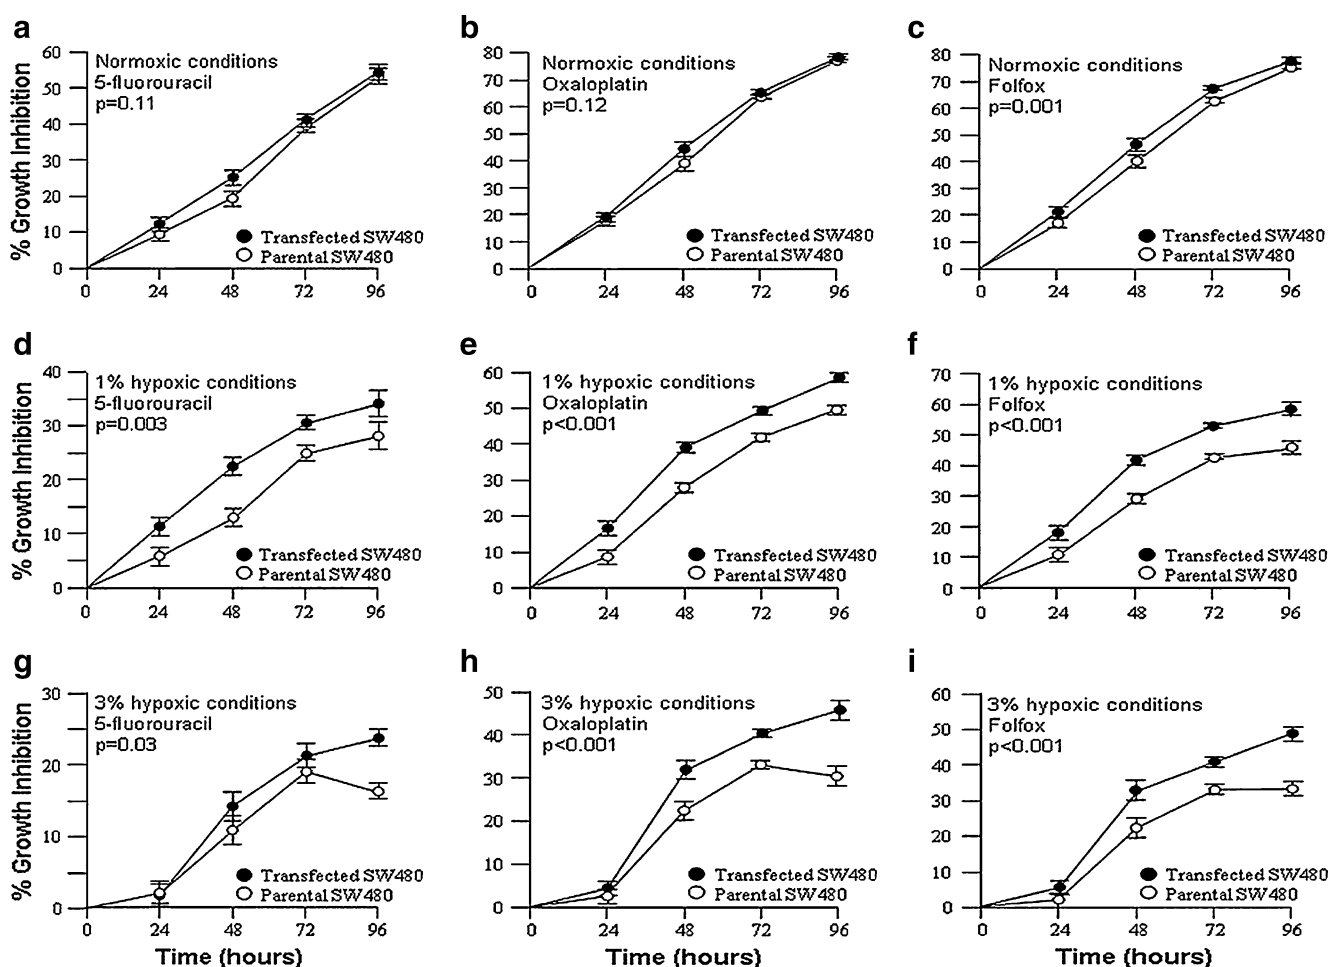 a
% Growth Inhibition
60
50
40
30
20
10
0
Normoxic conditions
5-fluorouracil
p=0.11
Transfected SW480
Parental SW480
0 24 48 72 96
b
80
70
60
50
40
30
20
10
0
Normoxic conditions
Oxaloplatin
p=0.12
Transfected SW480
Parental SW480
0 24 48 72 96
c
80
70
60
50
40
30
20
10
0
Normoxic conditions
Folfox
p=0.001
Transfected SW480
Parental SW480
0 24 48 72 96
d
% Growth Inhibition
40
30
20
10
0
1% hypoxic conditions
5-fluorouracil
p=0.003
Transfected SW480
Parental SW480
0 24 48 72 96
e
60
50
40
30
20
10
0
1% hypoxic conditions
Oxaloplatin
p<0.001
Transfected SW480
Parental SW480
0 24 48 72 96
f
70
60
50
40
30
20
10
0
1% hypoxic conditions
Folfox
p<0.001
Transfected SW480
Parental SW480
0 24 48 72 96
g
% Growth Inhibition
30
20
10
0
3% hypoxic conditions
5-fluorouracil
p=0.03
Transfected SW480
Parental SW480
0 24 48 72 96
Time (hours)
h
50
40
30
20
10
0
3% hypoxic conditions
Oxaloplatin
p<0.001
Transfected SW480
Parental SW480
0 24 48 72 96
Time (hours)
i
60
50
40
30
20
10
0
3% hypoxic conditions
Folfox
p<0.001
Transfected SW480
Parental SW480
0 24 48 72 96
Time (hours)